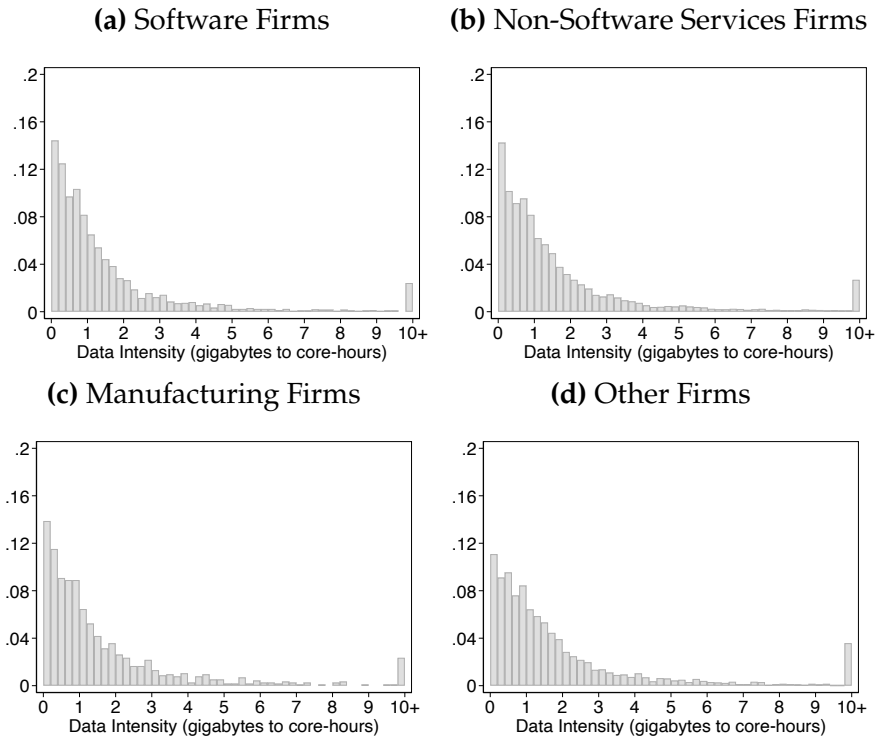 (a) Software Firms
.2
.16
.12
.08
.04
0
0 1 2 3 4 5 6 7 8 9 10+
Data Intensity (gigabytes to core-hours)
(b) Non-Software Services Firms
.2
.16
.12
.08
.04
0
0 1 2 3 4 5 6 7 8 9 10+
Data Intensity (gigabytes to core-hours)
(c) Manufacturing Firms
.2
.16
.12
.08
.04
0
0 1 2 3 4 5 6 7 8 9 10+
Data Intensity (gigabytes to core-hours)
(d) Other Firms
.2
.16
.12
.08
.04
0
0 1 2 3 4 5 6 7 8 9 10+
Data Intensity (gigabytes to core-hours)